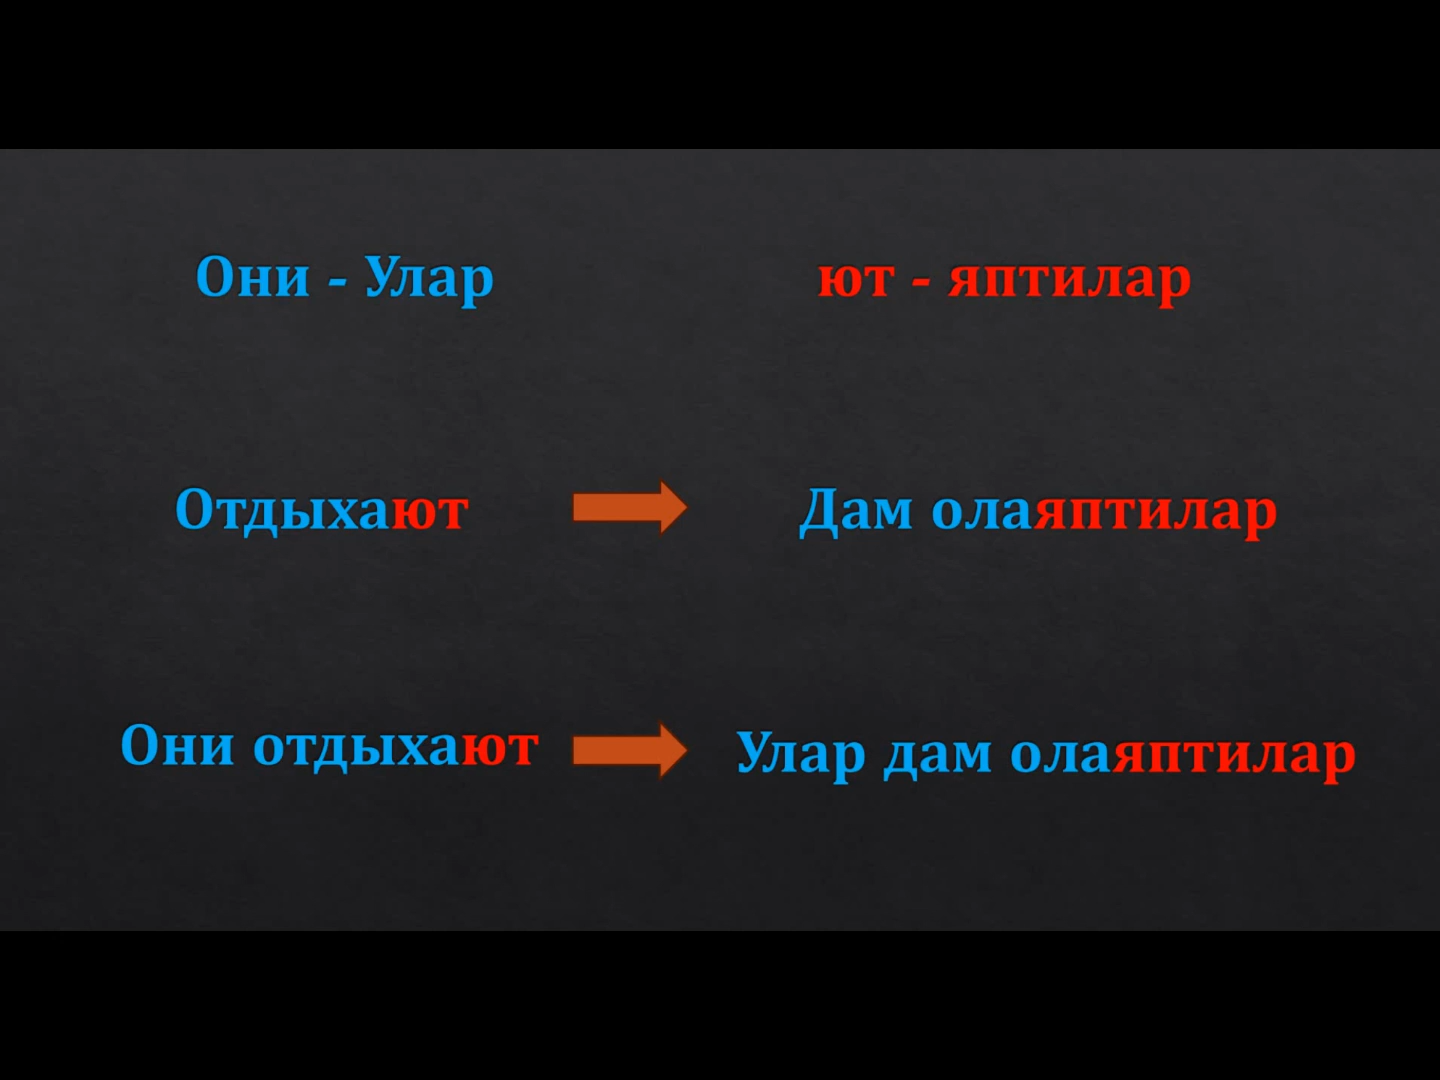 Они - Улар
ют - яптилар
Отдыхают
Дам олаяптилар
Они отдыхают
Улар дам олаяптилар